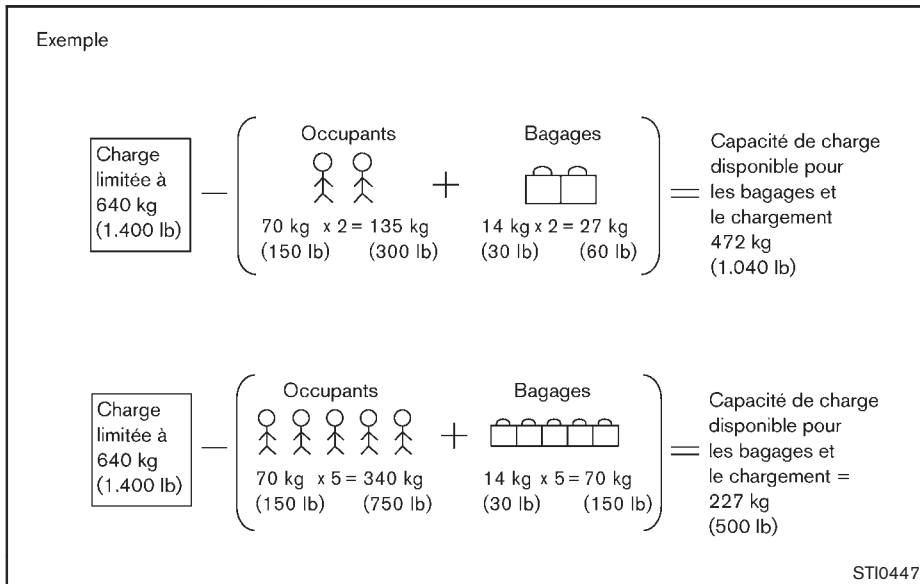 Exemple
Charge
limitée à
640 kg
(1.400 lb)
Occupants
70 kg x 2 = 135 kg
(150 lb) (300 lb)
Bagages
14 kg x 2 = 27 kg
(30 lb) (60 lb)
Capacité de charge
disponible pour
les bagages et
le chargement
472 kg
(1.040 lb)
Charge
limitée à
640 kg
(1.400 lb)
Occupants
70 kg x 5 = 340 kg
(150 lb) (750 lb)
Bagages
14 kg x 5 = 70 kg
(30 lb) (150 lb)
Capacité de charge
disponible pour
les bagages et
le chargement =
227 kg
(500 lb)
STI0447